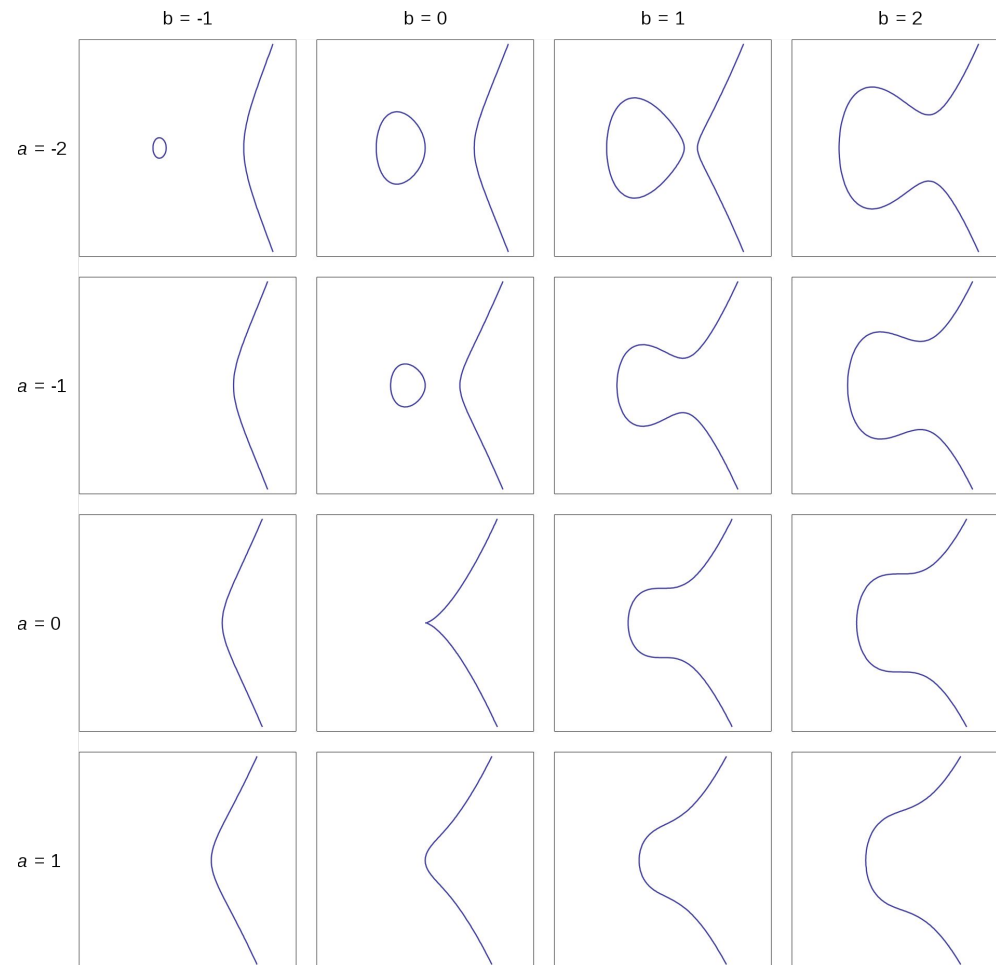 b = -1
b = 0
b = 1
b = 2
a = -2
a = -1
a = 0
a = 1